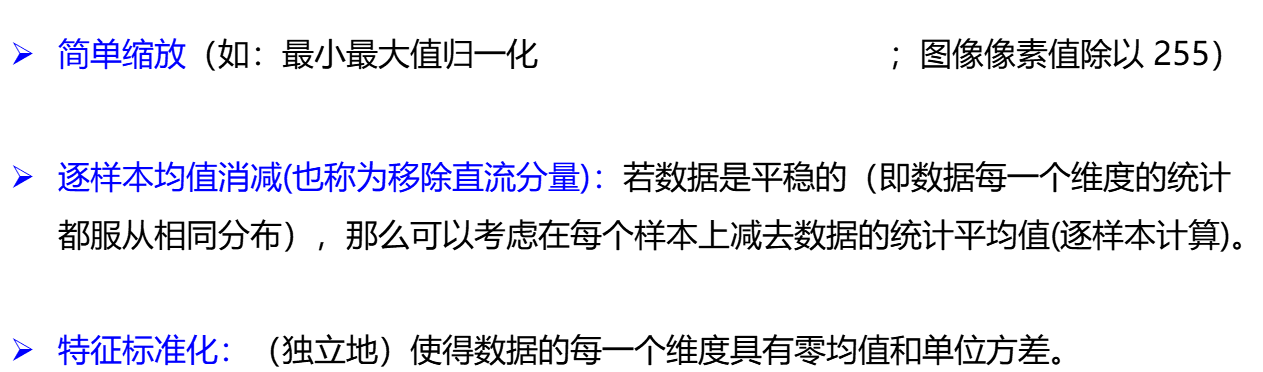 ➢ 简单缩放（如：最小最大值归一化 ；图像像素值除以 255）
➢ 逐样本均值消减(也称为移除直流分量)：若数据是平稳的（即数据每一个维度的统计
都服从相同分布），那么可以考虑在每个样本上减去数据的统计平均值(逐样本计算)。
➢ 特征标准化：（独立地）使得数据的每一个维度具有零均值和单位方差。